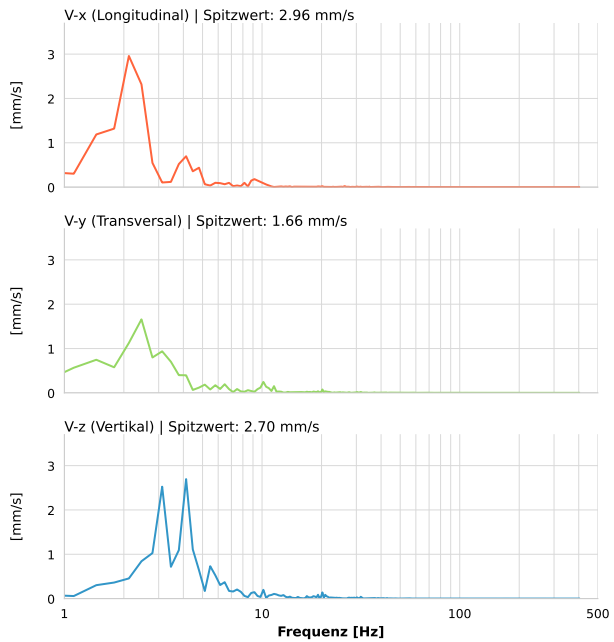 V-x (Longitudinal) | Spitzwert: 2.96 mm/s
[mm/s]
3
2
1
0
V-y (Transversal) | Spitzwert: 1.66 mm/s
[mm/s]
3
2
1
0
V-z (Vertikal) | Spitzwert: 2.70 mm/s
[mm/s]
3
2
1
0
1 10 100 500
Frequenz [Hz]